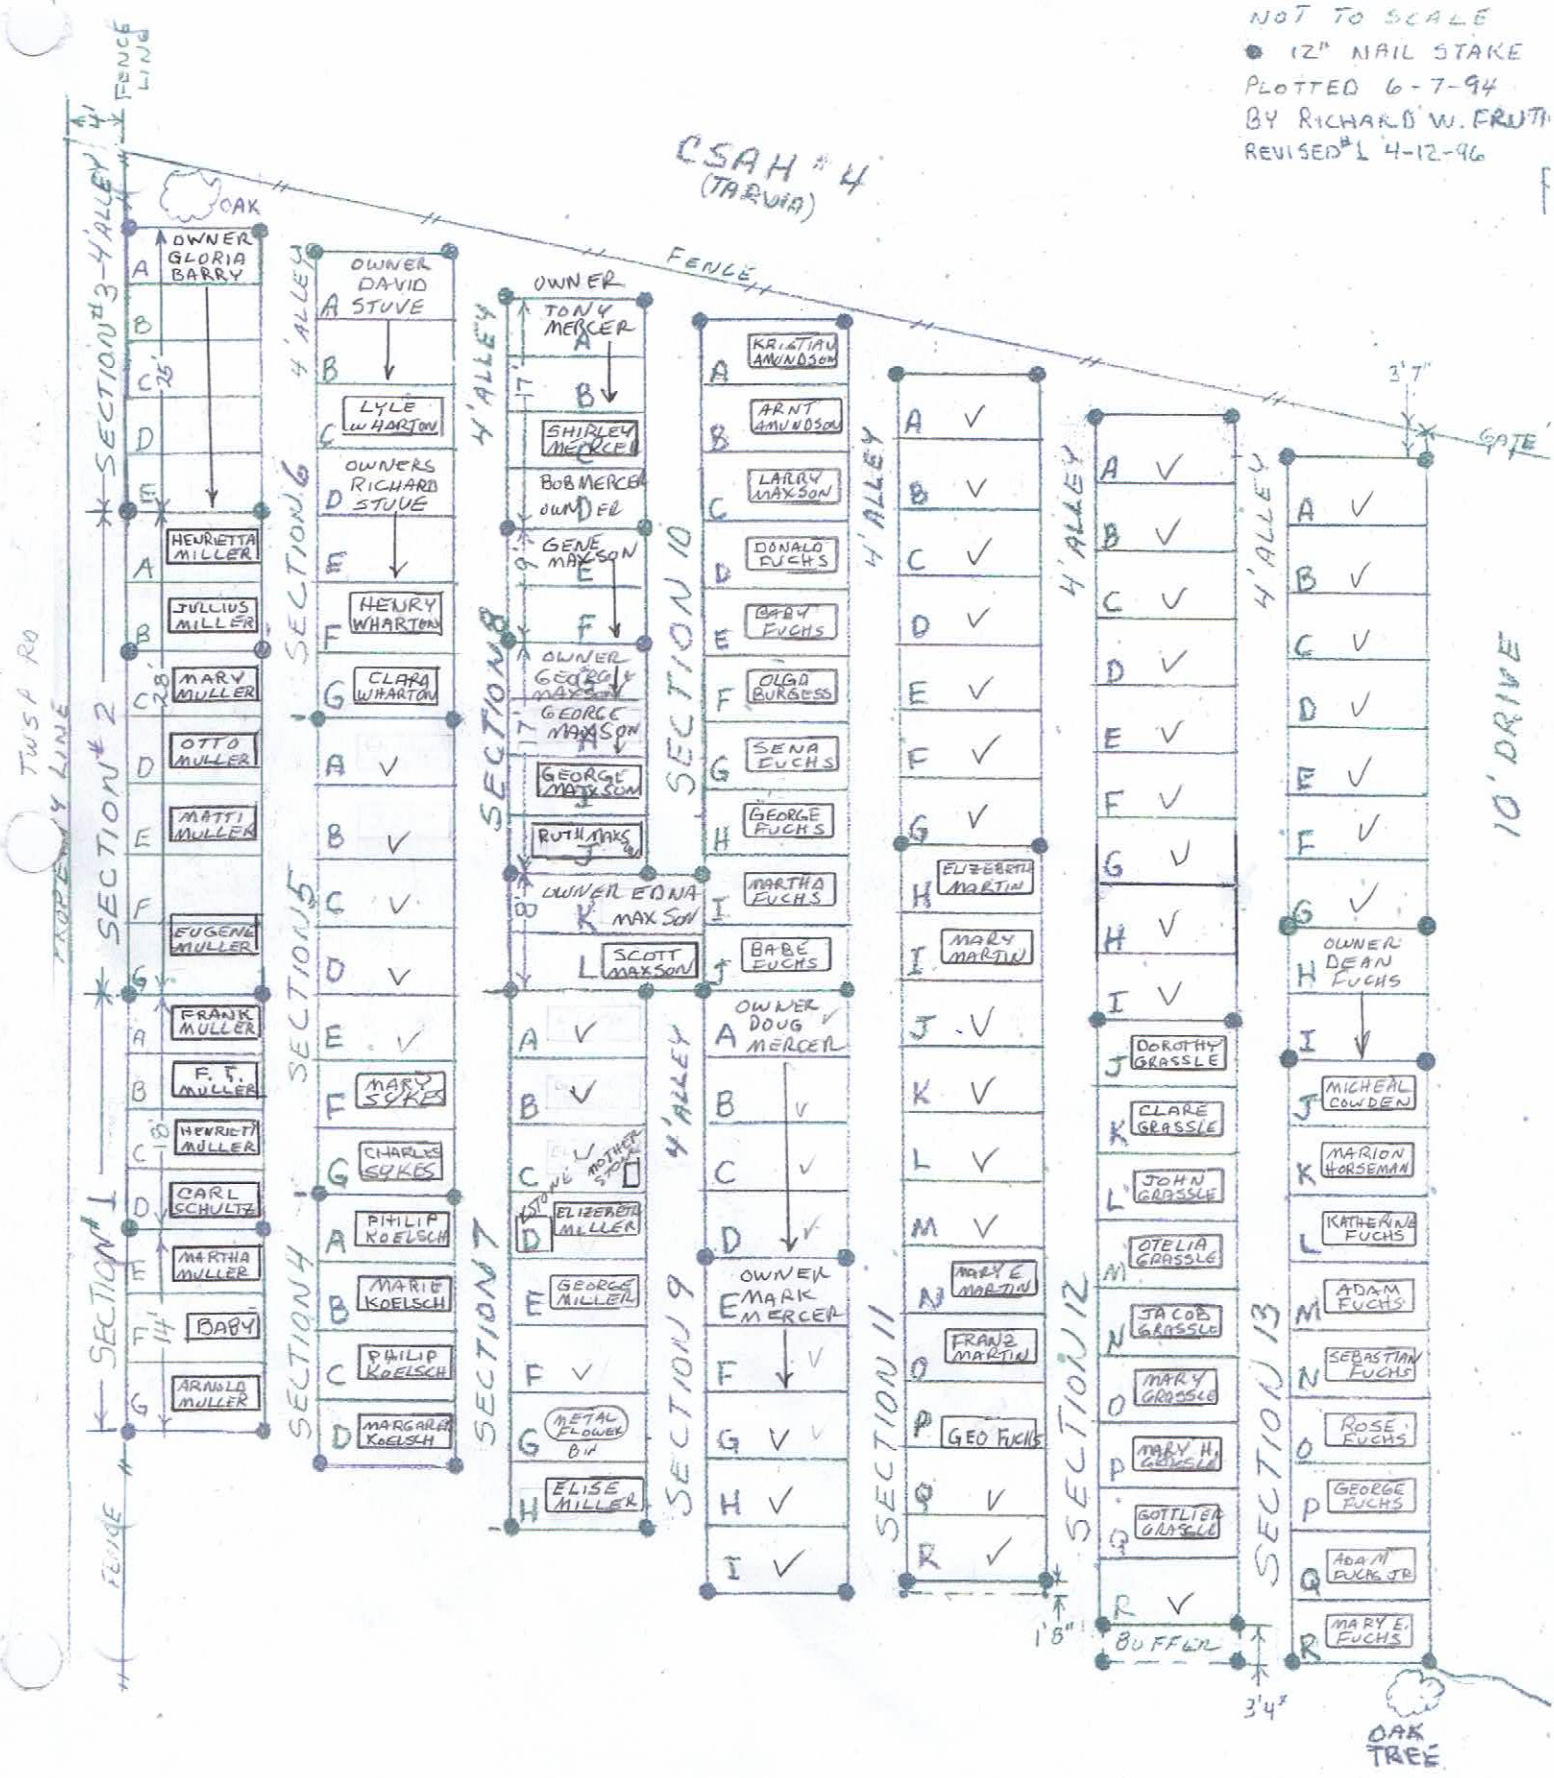 NOT TO SCALE
12" NAIL STAKE
PLOTTED 6-7-94
BY RICHARD W. FRUTH
REVISED #1 4-12-96
CSAH #4
(TARVIA)
FENCE
GATE
3'7"
10' DRIVE
FENCE
LINE
4'
TWSP RD
PROPERTY LINE
FENCE
SECTION #3-4' ALLEY
OAK
OWNER
GLORIA
BARRY
A
B
C
D
E
25'
SECTION #2
28'
A HENRIETTA
MILLER
B JULLIUS
MILLER
C MARY
MULLER
D OTTO
MULLER
E MATTI
MULLER
F
EUGENE
MULLER
G
SECTION #1
18'
14'
A FRANK
MULLER
B
MULLER
C
MULLER
D CARL
SCHULTZ
E MARTHA
MULLER
F BABY
G ARNOLD
MULLER
4' ALLEY
SECTION 6
OWNER
DAVID
A STUVE
B
C LYLE
WHARTON
OWNERS
RICHARD
D STUVE
E
F HENRY
WHARTON
G CLARA
WHARTON
SECTION 5
A ✓
B ✓
C ✓
D ✓
E ✓
F MARY
SYKES
G CHARLES
SYKES
SECTION 4
A PHILIP
KOELSCH
B MARIE
KOELSCH
C PHILIP
KOELSCH
D MARGARET
KOELSCH
4' ALLEY
SECTION 8
OWNER
TONY
MERCER
A
B
SHIRLEY
MERCER
C
BOB MERCER
OWNDER
GENE
MAXSON
E
F
OWNER
GEORGE
MAXSON
GEORGE
MAXSON
H
GEORGE
MAXSON
I
RUTH MAXSON
J
OWNER EDNA
K MAXSON
L SCOTT
MAXSON
17'
9'
17'
8'
SECTION 7
A ✓
B ✓
C ✓
MOTHER
STONE
STONE
D ELIZEBETH
MILLER
E GEORGE
MILLER
F ✓
G METAL
FLOWER
BIN
H ELISE
MILLER
SECTION 10
A KRISTIAN
AMUNDSON
B ARNT
AMUNDSON
C LARRY
MAXSON
D DONALD
FUCHS
E BABY
FUCHS
F OLGA
BURGESS
G SENA
FUCHS
H GEORGE
FUCHS
I MARTHA
FUCHS
J BABE
FUCHS
4' ALLEY
SECTION 9
OWNER
A DOUG ✓
MERCER
B ✓
C ✓
D ✓
OWNER
E MARK
MERCER
F ✓
G ✓ ✓
H ✓
I ✓
4' ALLEY
SECTION 11
A ✓
B ✓
C ✓
D ✓
E ✓
F ✓
G ✓
H ELIZEBETH
MARTIN
I MARY
MARTIN
J ✓
K ✓
L ✓
M ✓
N MARY E
MARTIN
O FRANZ
MARTIN
P GEO FUCHS
Q ✓
R ✓
1'8"
4' ALLEY
SECTION 12
A ✓
B ✓
C ✓
D ✓
E ✓
F ✓
G ✓
H ✓
I ✓
J DOROTHY
GRASSLE
K CLARE
GRASSLE
L JOHN
GRASSLE
M OTELIA
GRASSLE
N JACOB
GRASSLE
O MARY
GRASSLE
P MARY H.
GRASSLE
Q GOTTLIEB
GRASSLE
R ✓
BUFFER
3'4"
4' ALLEY
SECTION 13
A ✓
B ✓
C ✓
D ✓
E ✓
F ✓
G ✓
OWNER
H DEAN
FUCHS
I
J MICHEAL
COWDEN
K MARION
HORSEMAN
L KATHERINE
FUCHS
M ADAM
FUCHS
N SEBASTIAN
FUCHS
O ROSE
FUCHS
P GEORGE
FUCHS
Q ADAM
FUCHS JR
R MARY E.
FUCHS
OAK
TREE